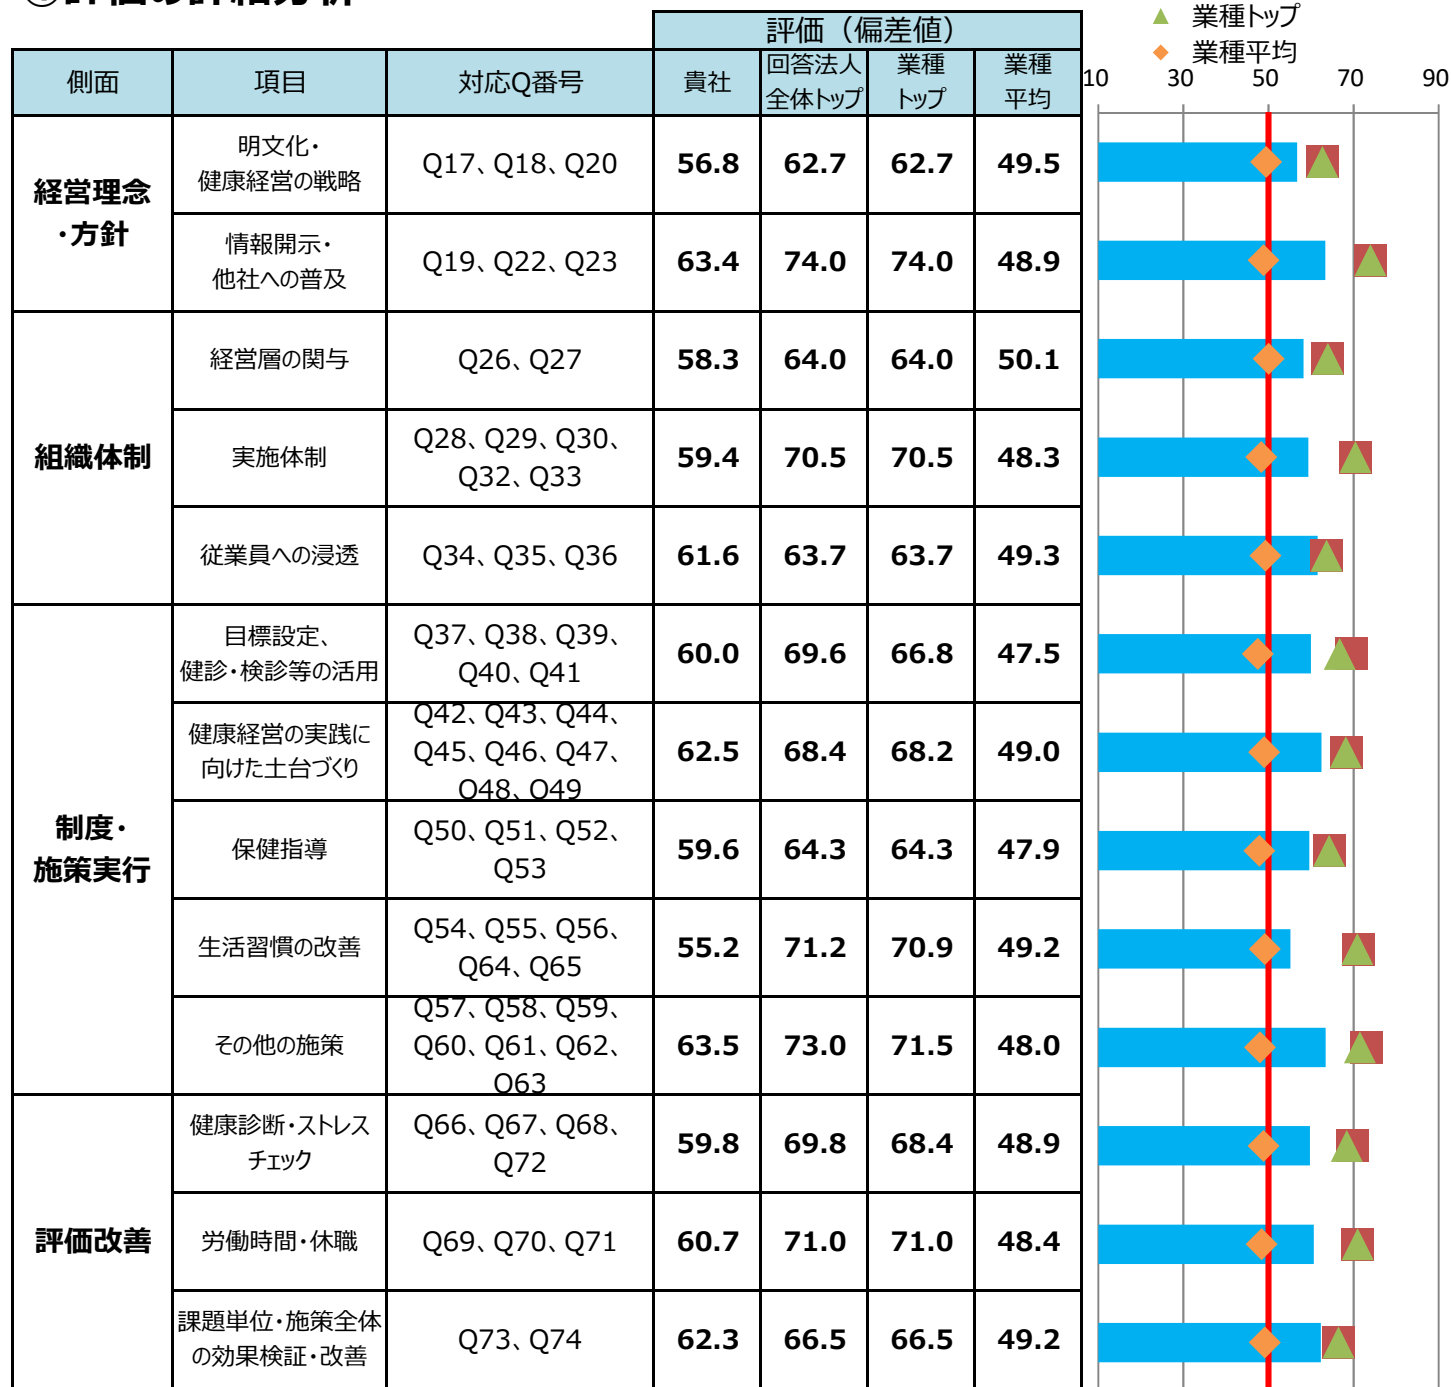 評価（偏差値）
▲ 業種トップ
◆ 業種平均
側面 項目 対応Q番号 貴社 回答法人 業種 業種
全体トップ トップ 平均
10 30 50 70 90
経営理念
・方針
明文化・
健康経営の戦略
Q17、Q18、Q20 56.8 62.7 62.7 49.5
情報開示・
他社への普及
Q19、Q22、Q23 63.4 74.0 74.0 48.9
組織体制
経営層の関与 Q26、Q27 58.3 64.0 64.0 50.1
実施体制
Q28、Q29、Q30、
Q32、Q33
59.4 70.5 70.5 48.3
従業員への浸透 Q34、Q35、Q36 61.6 63.7 63.7 49.3
制度・
施策実行
目標設定、
健診・検診等の活用
Q37、Q38、Q39、
Q40、Q41
60.0 69.6 66.8 47.5
健康経営の実践に
向けた土台づくり
Q42、Q43、Q44、
Q45、Q46、Q47、
Q48、Q49
62.5 68.4 68.2 49.0
保健指導
Q50、Q51、Q52、
Q53
59.6 64.3 64.3 47.9
生活習慣の改善
Q54、Q55、Q56、
Q64、Q65
55.2 71.2 70.9 49.2
その他の施策
Q57、Q58、Q59、
Q60、Q61、Q62、
Q63
63.5 73.0 71.5 48.0
評価改善
健康診断・ストレス
チェック
Q66、Q67、Q68、
Q72
59.8 69.8 68.4 48.9
労働時間・休職 Q69、Q70、Q71 60.7 71.0 71.0 48.4
課題単位・施策全体
の効果検証・改善
Q73、Q74 62.3 66.5 66.5 49.2